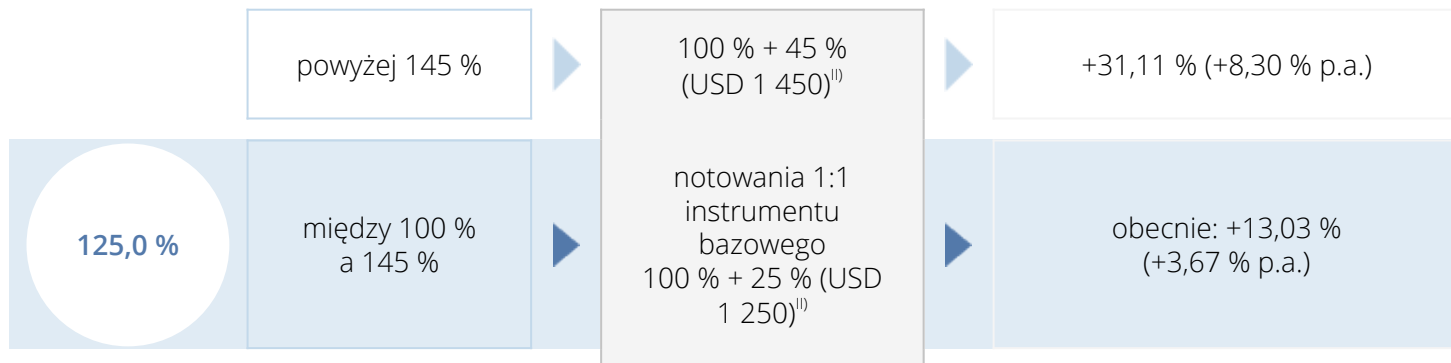 powyżej 145 %
100 % + 45 %
(USD 1 450)II)
+31,11 % (+8,30 % p.a.)
125,0 %
między 100 %
a 145 %
notowania 1:1
instrumentu
bazowego
100 % + 25 % (USD
1 250)II)
obecnie: +13,03 %
(+3,67 % p.a.)